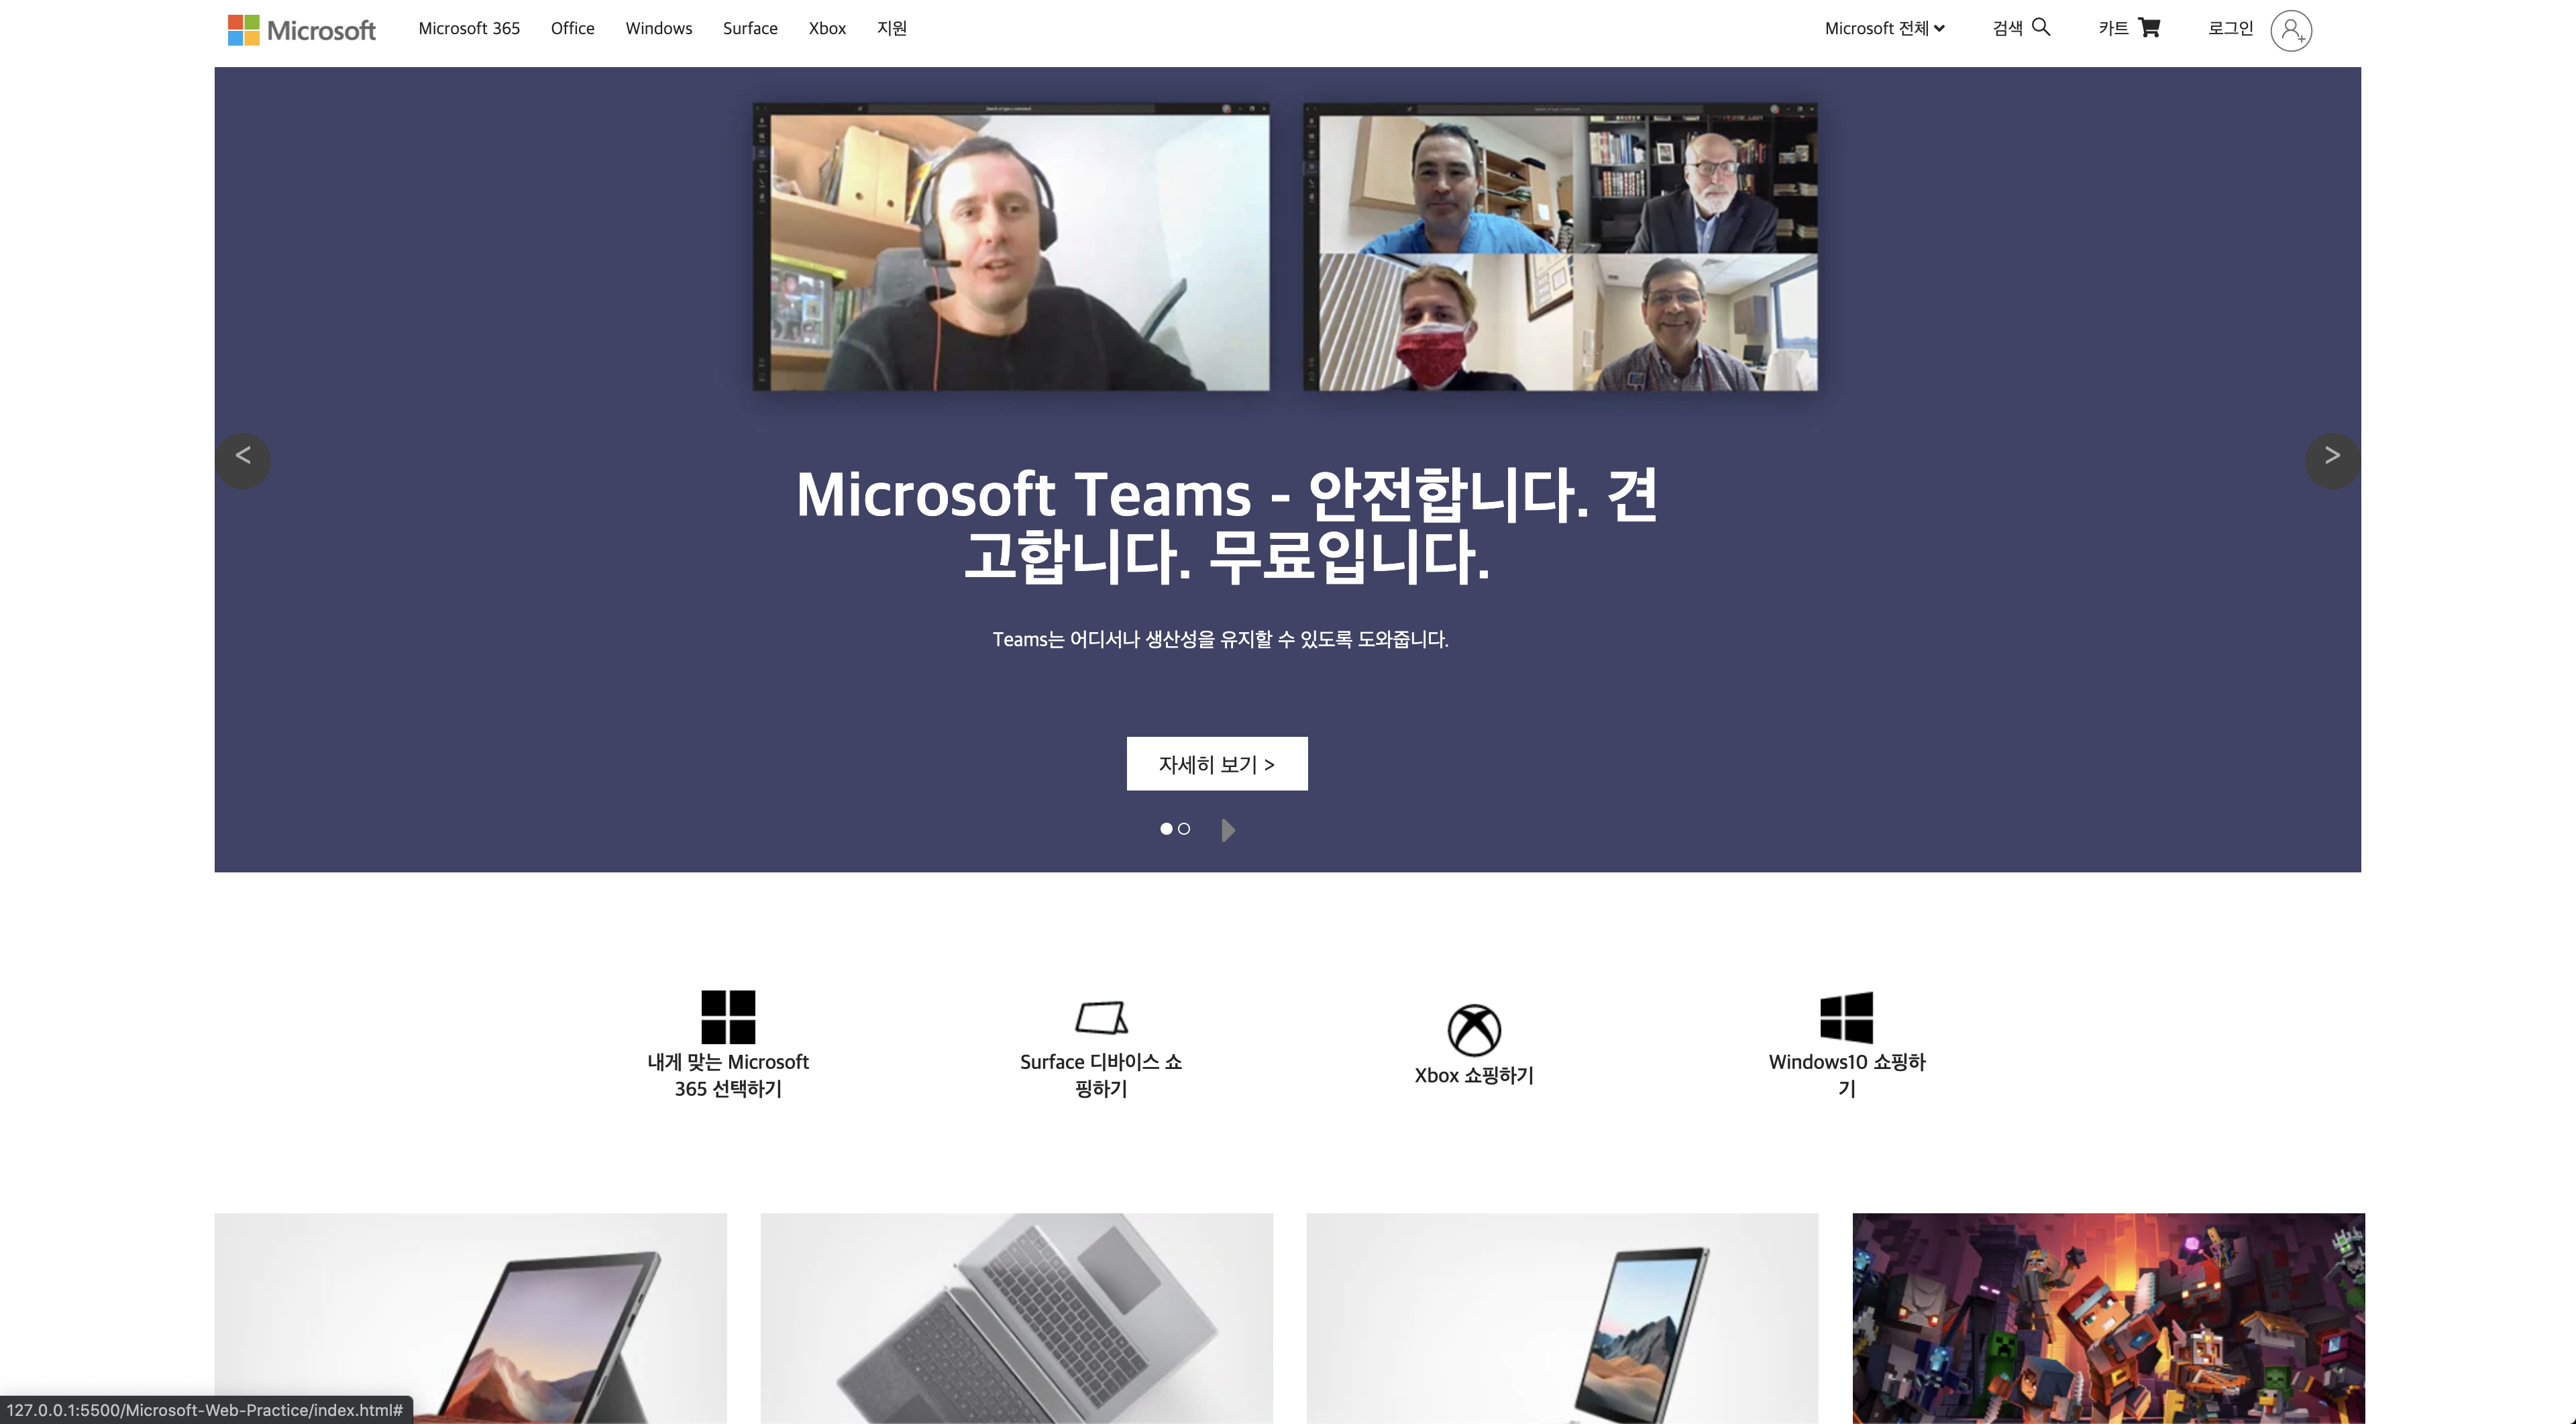 Microsoft
Microsoft 365
Office
Windows
Surface
Xbox
지원
Microsoft 전체
검색
카트
로그인
<
>
Microsoft Teams - 안전합니다. 견
고합니다. 무료입니다.
Teams는 어디서나 생산성을 유지할 수 있도록 도와줍니다.
자세히 보기 >
내게 맞는 Microsoft
365 선택하기
Surface 디바이스 쇼
핑하기
Xbox 쇼핑하기
Windows10 쇼핑하
기
127.0.0.1:5500/Microsoft-Web-Practice/index.html#